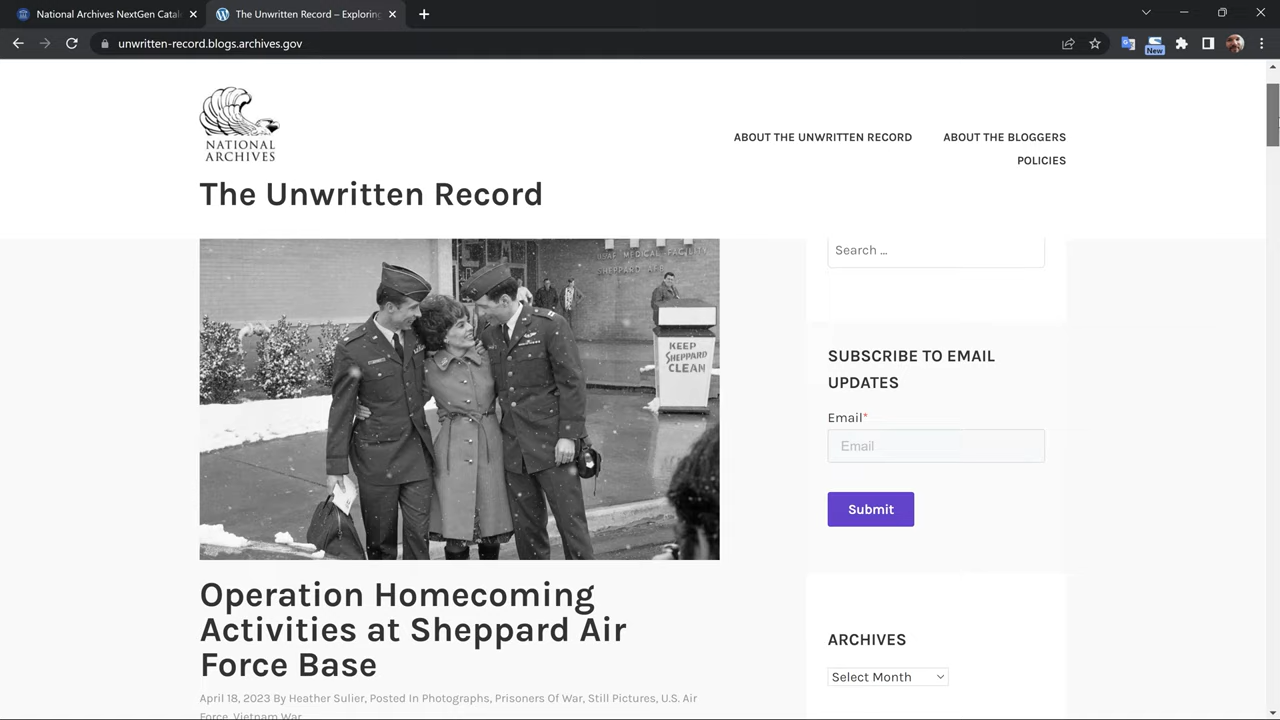 National Archives NextGen Catal
The Unwritten Record – Exploring
unwritten-record.blogs.archives.gov
New
NATIONAL
ARCHIVES
ABOUT THE UNWRITTEN RECORD
ABOUT THE BLOGGERS
POLICIES
The Unwritten Record
USAF MEDICAL FACILITY
SHEPPARD AFB
KEEP
SHEPPARD
CLEAN
Search ...
SUBSCRIBE TO EMAIL
UPDATES
Email*
Email
Submit
Operation Homecoming
Activities at Sheppard Air
Force Base
April 18, 2023 By Heather Sulier, Posted In Photographs, Prisoners Of War, Still Pictures, U.S. Air
Force, Vietnam War
ARCHIVES
Select Month